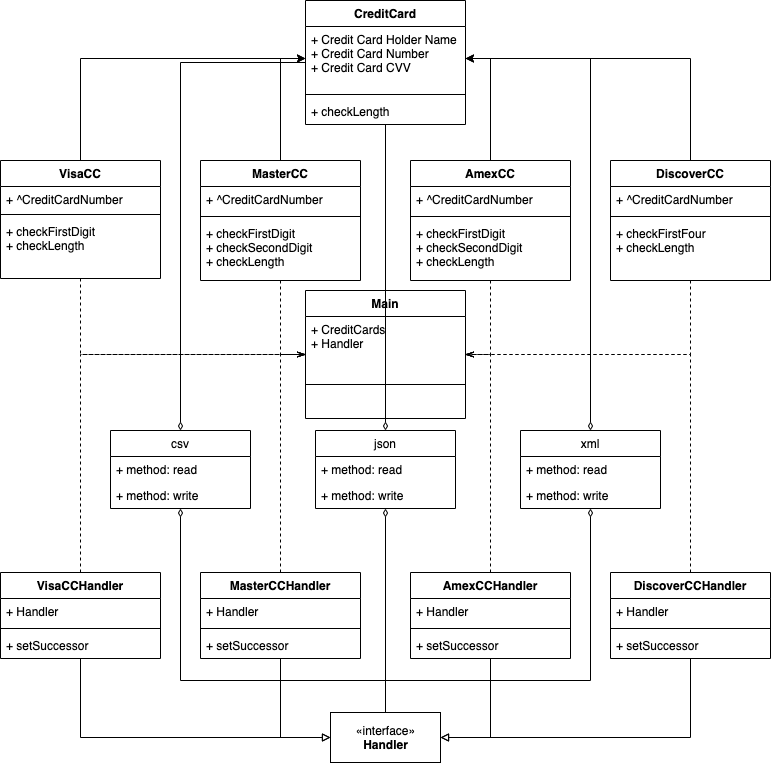 CreditCard
+ Credit Card Holder Name
+ Credit Card Number
+ Credit Card CVV
+ checkLength
VisaCC
+ ^CreditCardNumber
+ checkFirstDigit
+ checkLength
MasterCC
+ ^CreditCardNumber
+ checkFirstDigit
+ checkSecondDigit
+ checkLength
AmexCC
+ ^CreditCardNumber
+ checkFirstDigit
+ checkSecondDigit
+ checkLength
DiscoverCC
+ ^CreditCardNumber
+ checkFirstFour
+ checkLength
Main
+ CreditCards
+ Handler
csv
+ method: read
+ method: write
json
+ method: read
+ method: write
xml
+ method: read
+ method: write
VisaCCHandler
+ Handler
+ setSuccessor
MasterCCHandler
+ Handler
+ setSuccessor
AmexCCHandler
+ Handler
+ setSuccessor
DiscoverCCHandler
+ Handler
+ setSuccessor
«interface»
Handler